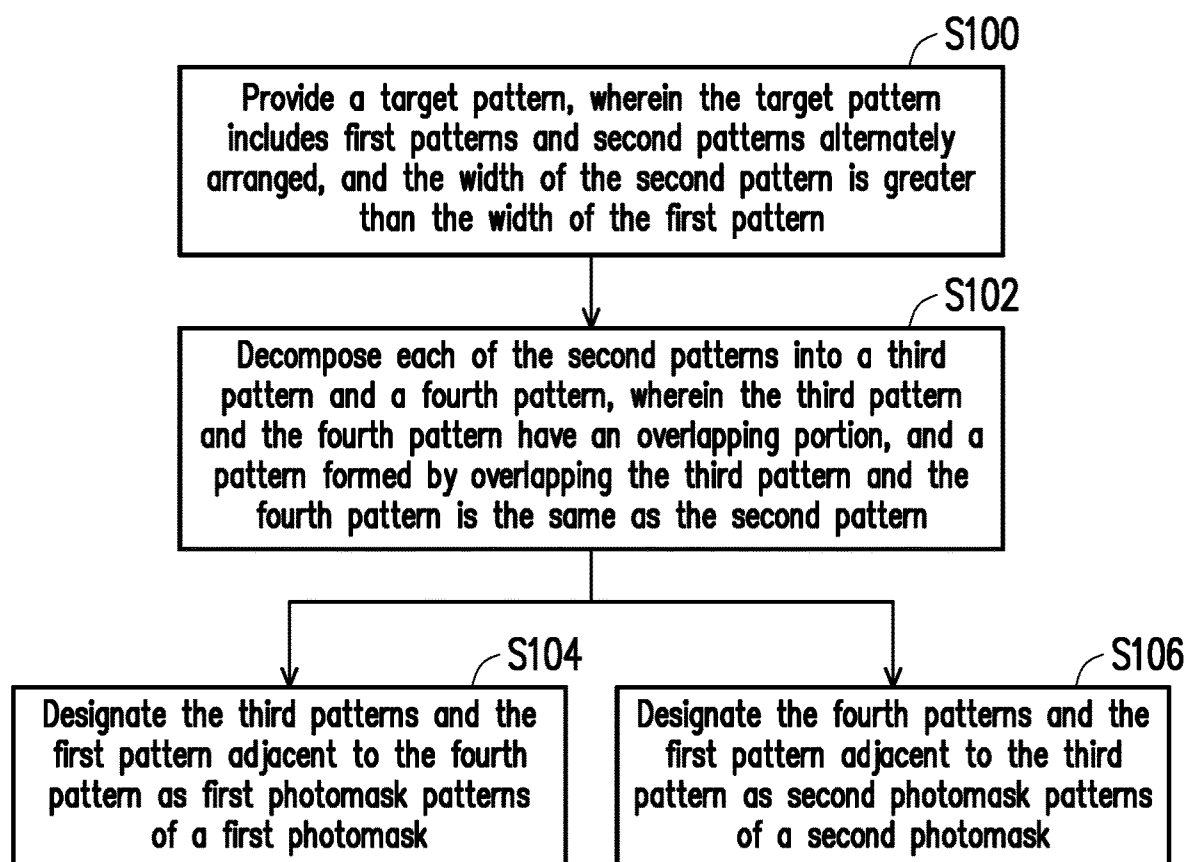 S100
Provide a target pattern, wherein the target pattern
includes first patterns and second patterns alternately
arranged, and the width of the second pattern is greater
than the width of the first pattern
S102
Decompose each of the second patterns into a third
pattern and a fourth pattern, wherein the third pattern
and the fourth pattern have an overlapping portion, and a
pattern formed by overlapping the third pattern and the
fourth pattern is the same as the second pattern
S104
Designate the third patterns and the
first pattern adjacent to the fourth
pattern as first photomask patterns
of a first photomask
S106
Designate the fourth patterns and the
first pattern adjacent to the third
pattern as second photomask patterns
of a second photomask